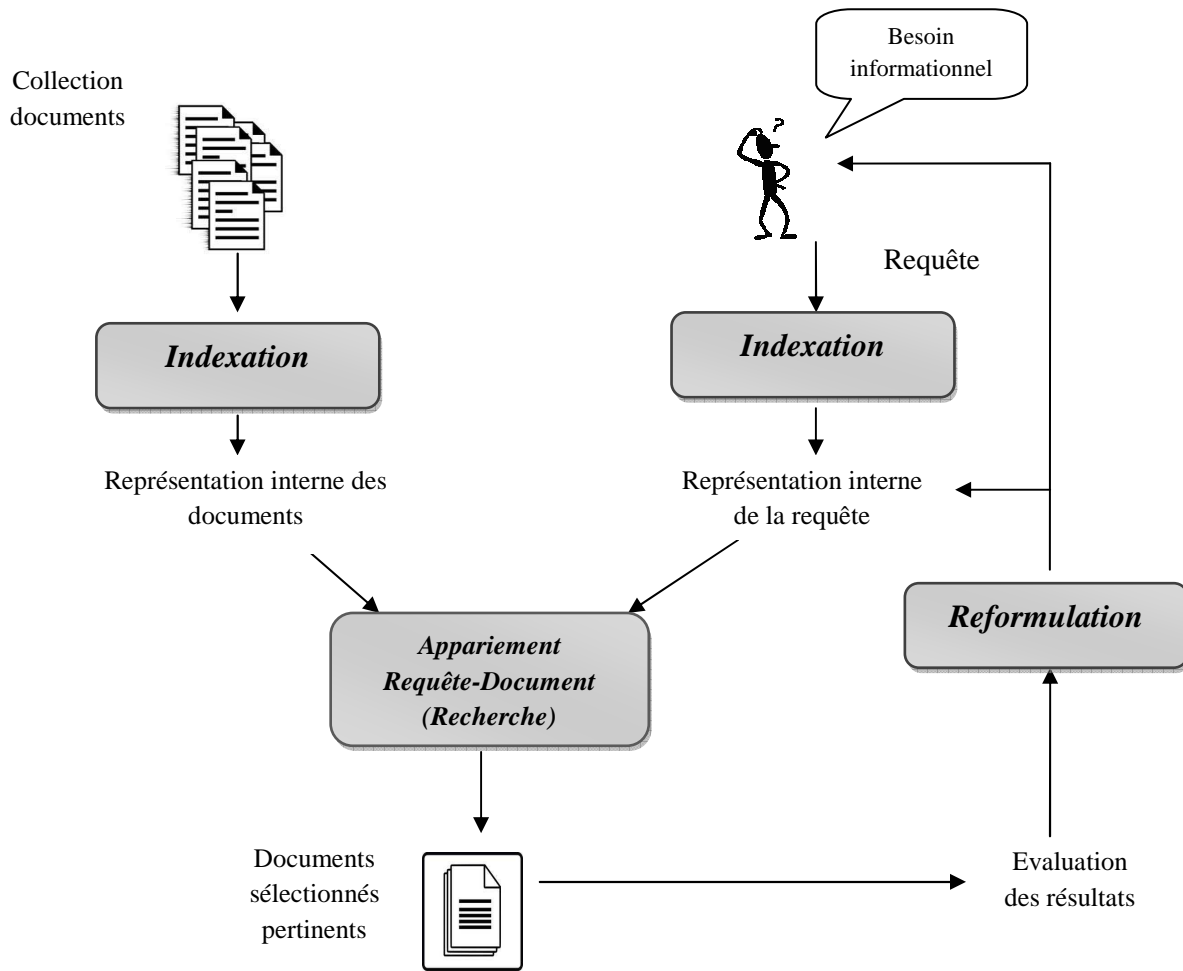 Besoin
informationnel
Collection
documents
?
Requête
Indexation
Indexation
Représentation interne des
documents
Représentation interne
de la requête
Appariement
Requête-Document
(Recherche)
Reformulation
Documents
sélectionnés
pertinents
Evaluation
des résultats